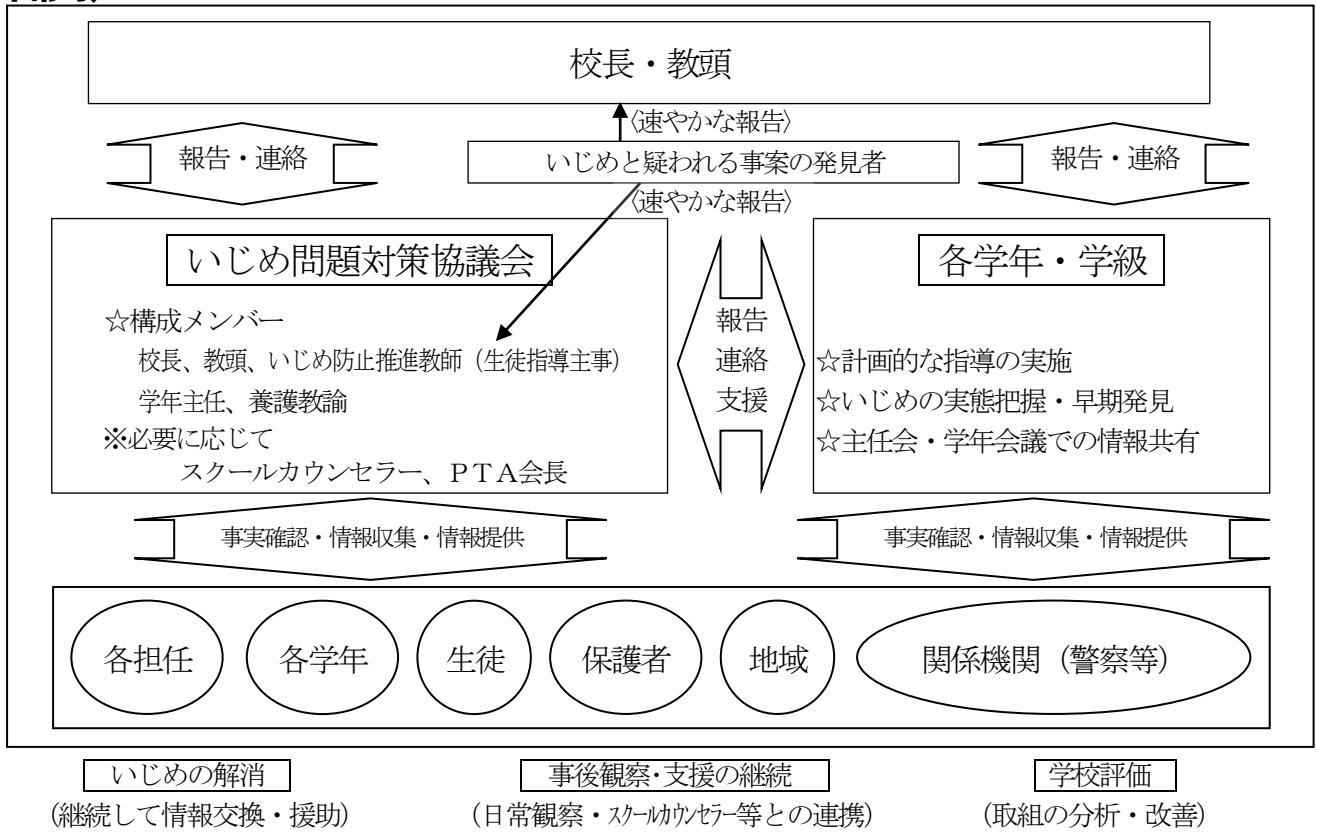 校長・教頭
〈速やかな報告〉
報告・連絡
いじめと疑われる事案の発見者
報告・連絡
〈速やかな報告〉
いじめ問題対策協議会
☆構成メンバー
校長、教頭、いじめ防止推進教師（生徒指導主事）
学年主任、養護教諭
※必要に応じて
スクールカウンセラー、ＰＴＡ会長
報告
連絡
支援
各学年・学級
☆計画的な指導の実施
☆いじめの実態把握・早期発見
☆主任会・学年会議での情報共有
事実確認・情報収集・情報提供
事実確認・情報収集・情報提供
各担任
各学年
生徒
保護者
地域
関係機関（警察等）
いじめの解消
事後観察・支援の継続
学校評価
(継続して情報交換・援助)
(日常観察・ｽｸｰﾙｶｳﾝｾﾗｰ等との連携)
(取組の分析・改善)